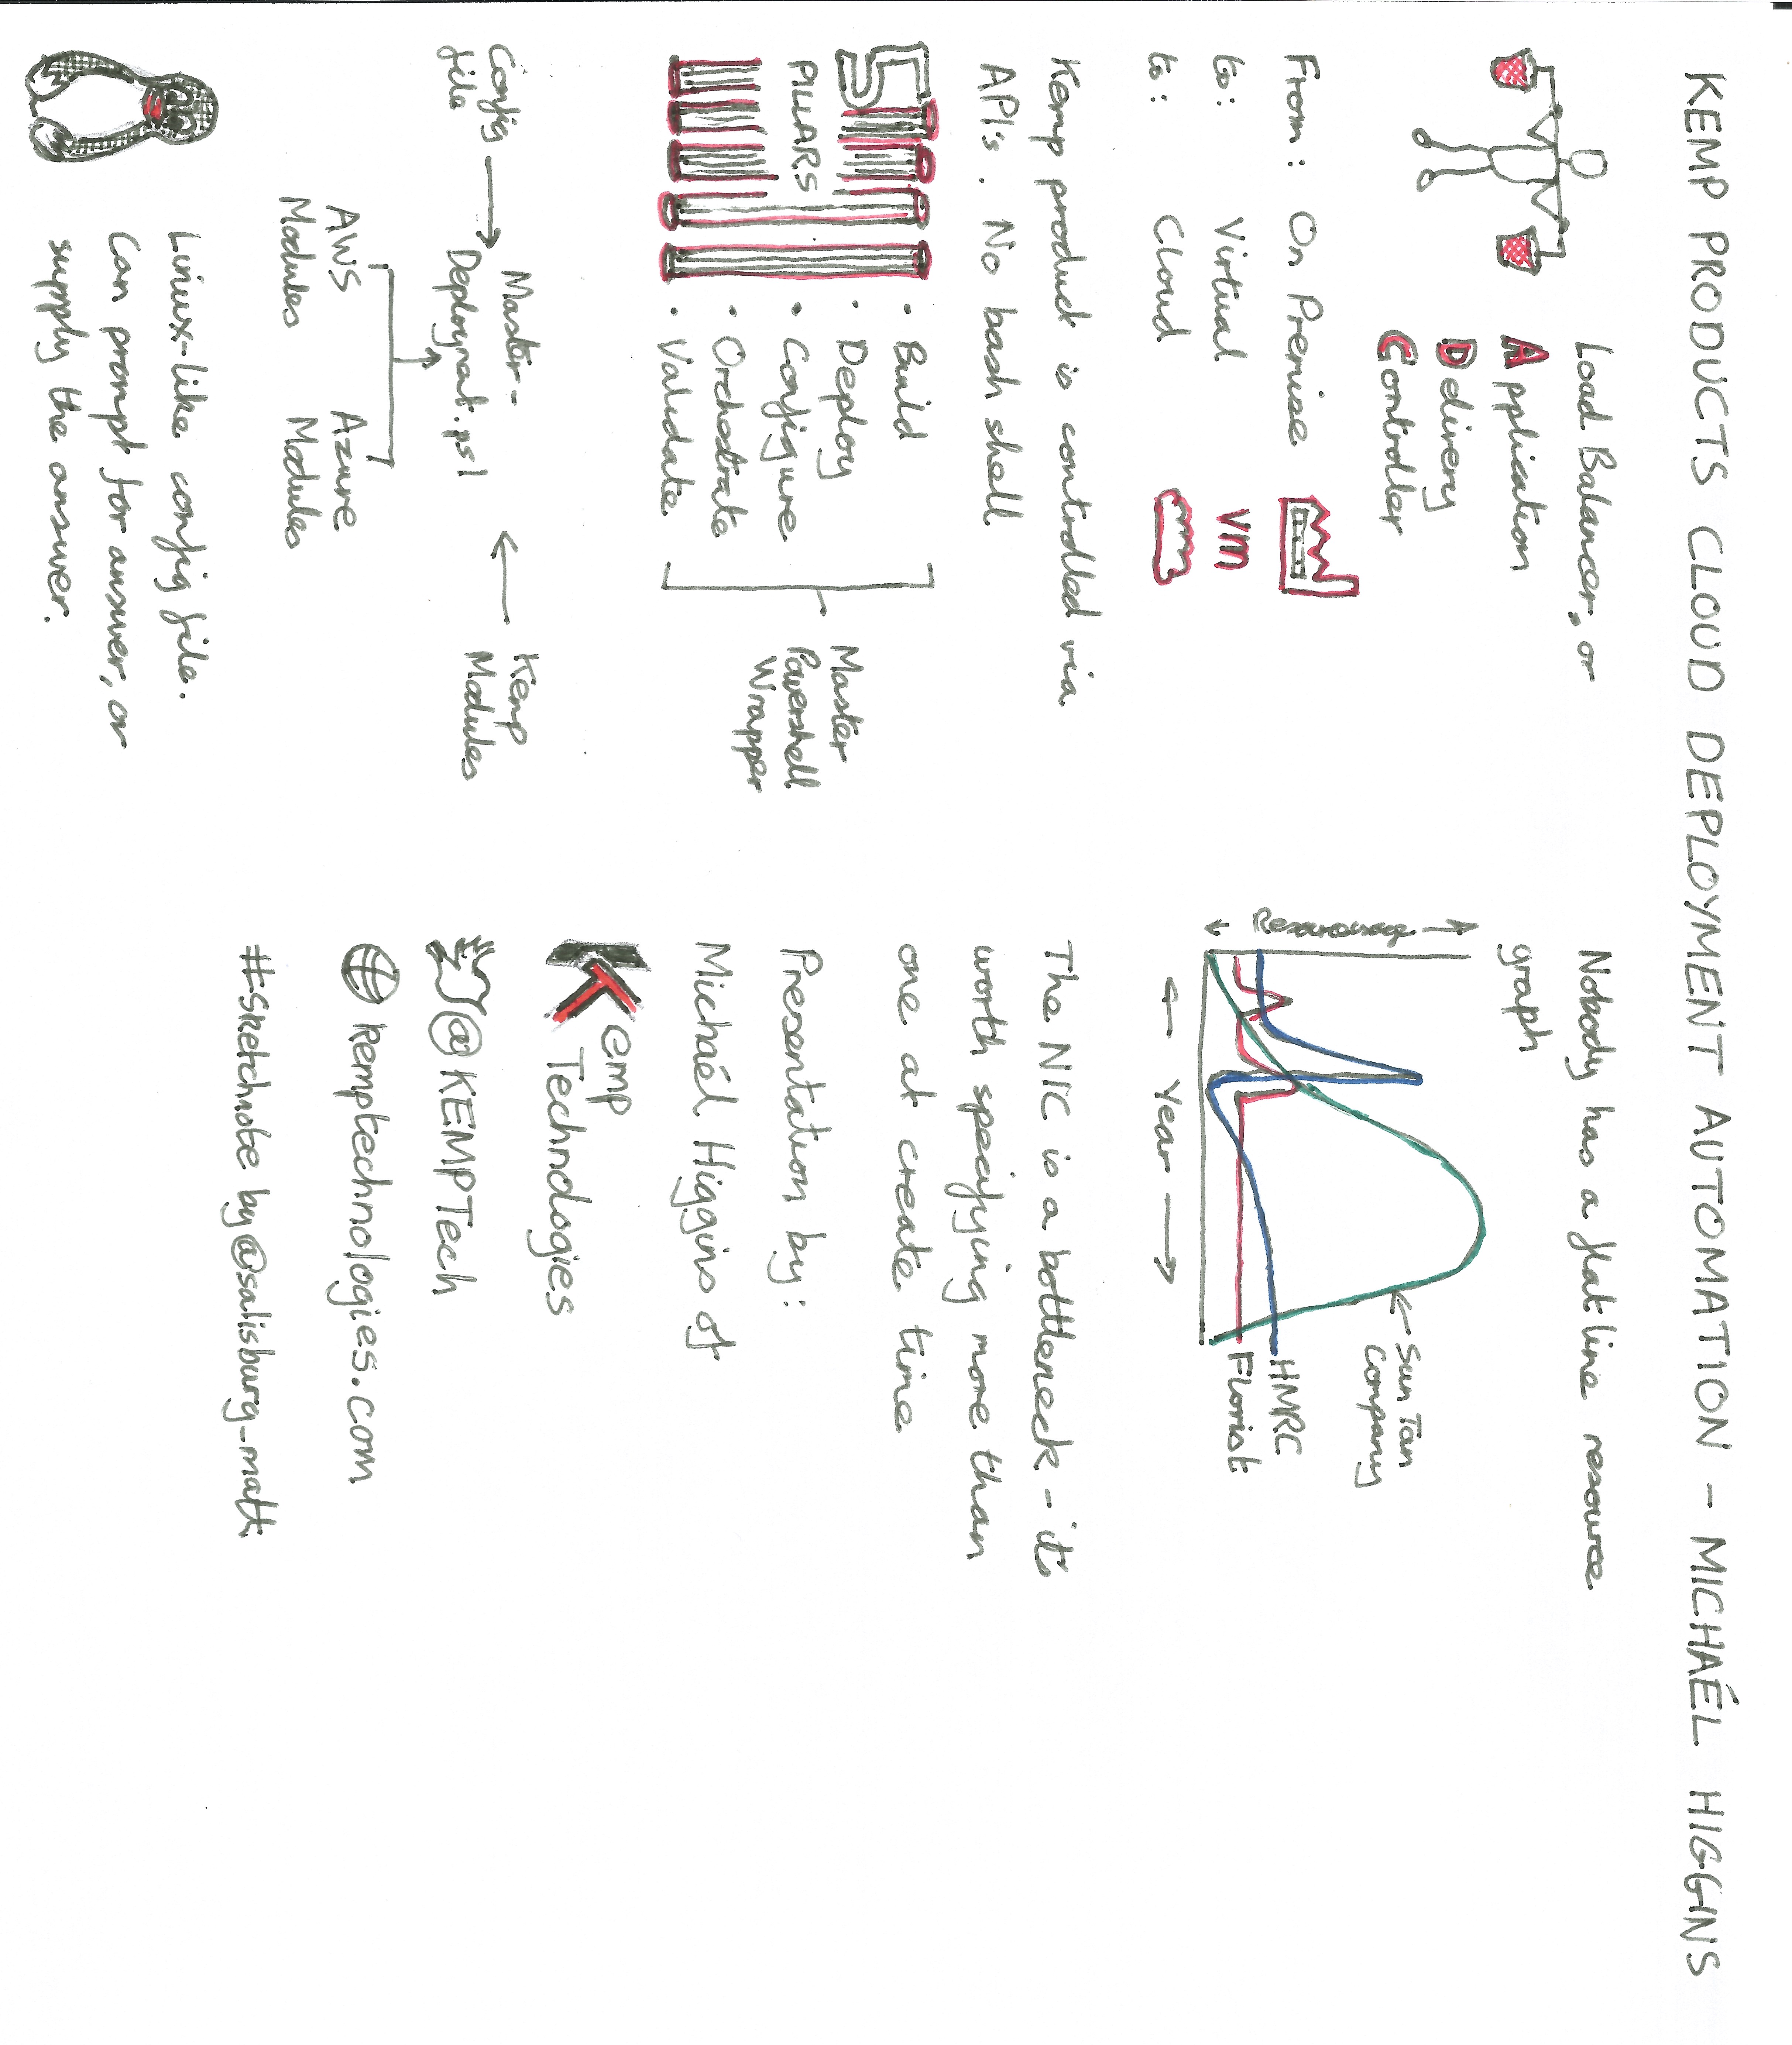 KEMP PRODUCTS CLOUD DEPLOYMENT AUTOMATION - MICHAÉL HIGGINS
Load Balancer, or
Application
Delivery
Controller
From: On Premise
to: Virtual vm
to: Cloud
Kemp product is controlled via
API's. No bash shell
5
PILLARS
• Build
• Deploy
• Configure
• Orchestrate
• Validate
Master
Powershell
Wrapper
Config
file
Master-
Deployment.ps1
Kemp
Modules
AWS
Modules
Azure
Modules
Linux-like config file.
Can prompt for answer, or
supply the answer.
Nobody has a flat line resource
graph
Sun Tan
Company
HMRC
Florist
← Year →
The NIC is a bottleneck - it's
worth specifying more than
one at create time
Presentation by:
Michaél Higgins of
Kemp
Technologies
@KEMPTech
kemptechnologies.com
#Sketchnote by @salisburg_matt